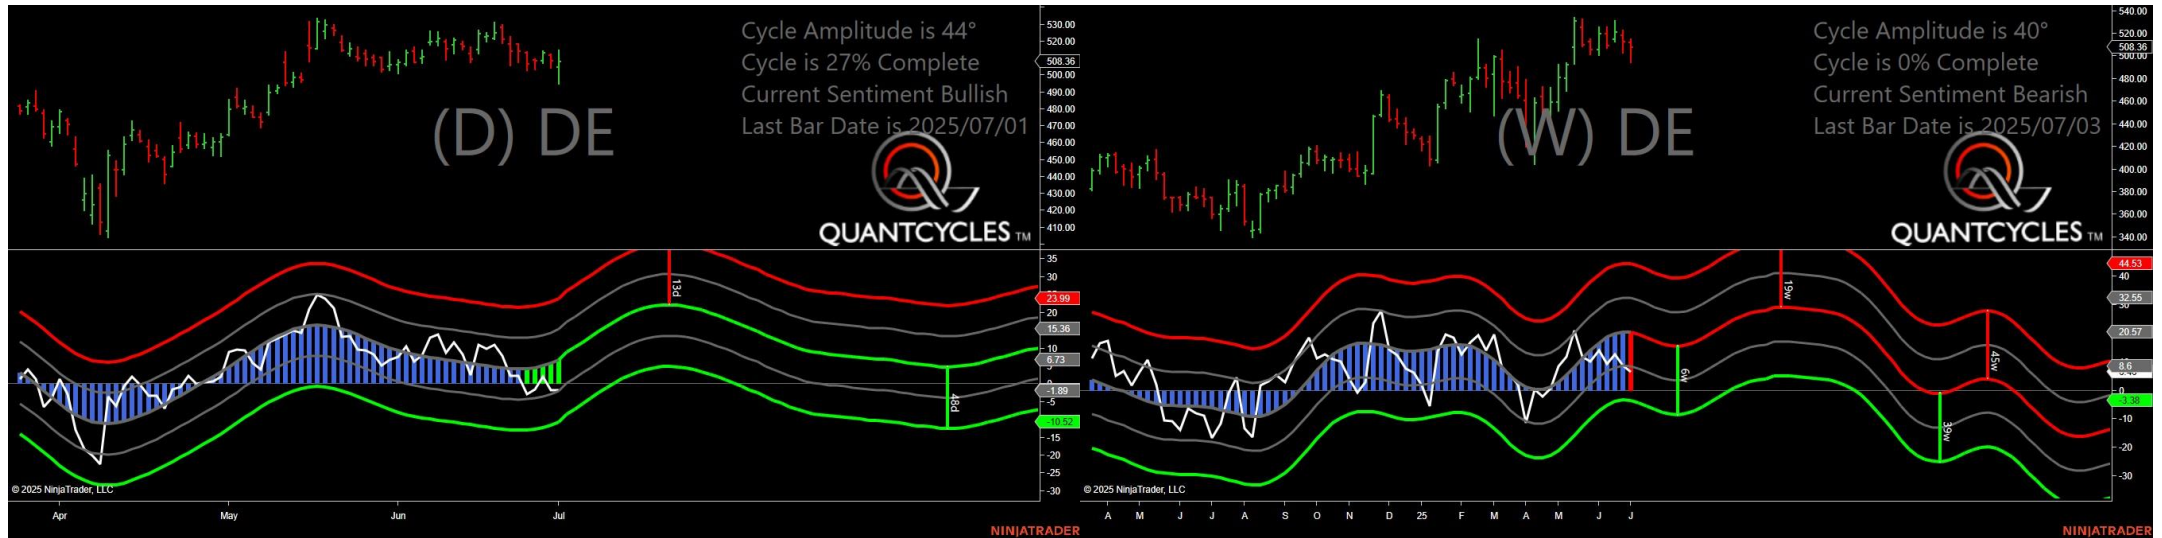 Cycle Amplitude is 44°
Cycle is 27% Complete
Current Sentiment Bullish
Last Bar Date is 2025/07/01
(D) DE
QUANTCYCLES TM
530.00
520.00
508.36
500.00
490.00
480.00
470.00
460.00
450.00
440.00
430.00
420.00
410.00
13d
48d
35
30
23.99
20
15.36
10
6.73
5
-1.89
-5
-10.52
-15
-20
-25
-30
© 2025 NinjaTrader, LLC
Apr
May
Jun
Jul
NINJATRADER
Cycle Amplitude is 40°
Cycle is 0% Complete
Current Sentiment Bearish
Last Bar Date is 2025/07/03
(W) DE
QUANTCYCLES TM
540.00
520.00
508.36
500.00
480.00
460.00
440.00
420.00
400.00
380.00
360.00
340.00
19w
6w
45w
39w
44.53
40
32.55
20.57
8.6
0
-3.38
-10
-20
-30
© 2025 NinjaTrader, LLC
A M J J A S O N D 25 F M A M J J
NINJATRADER